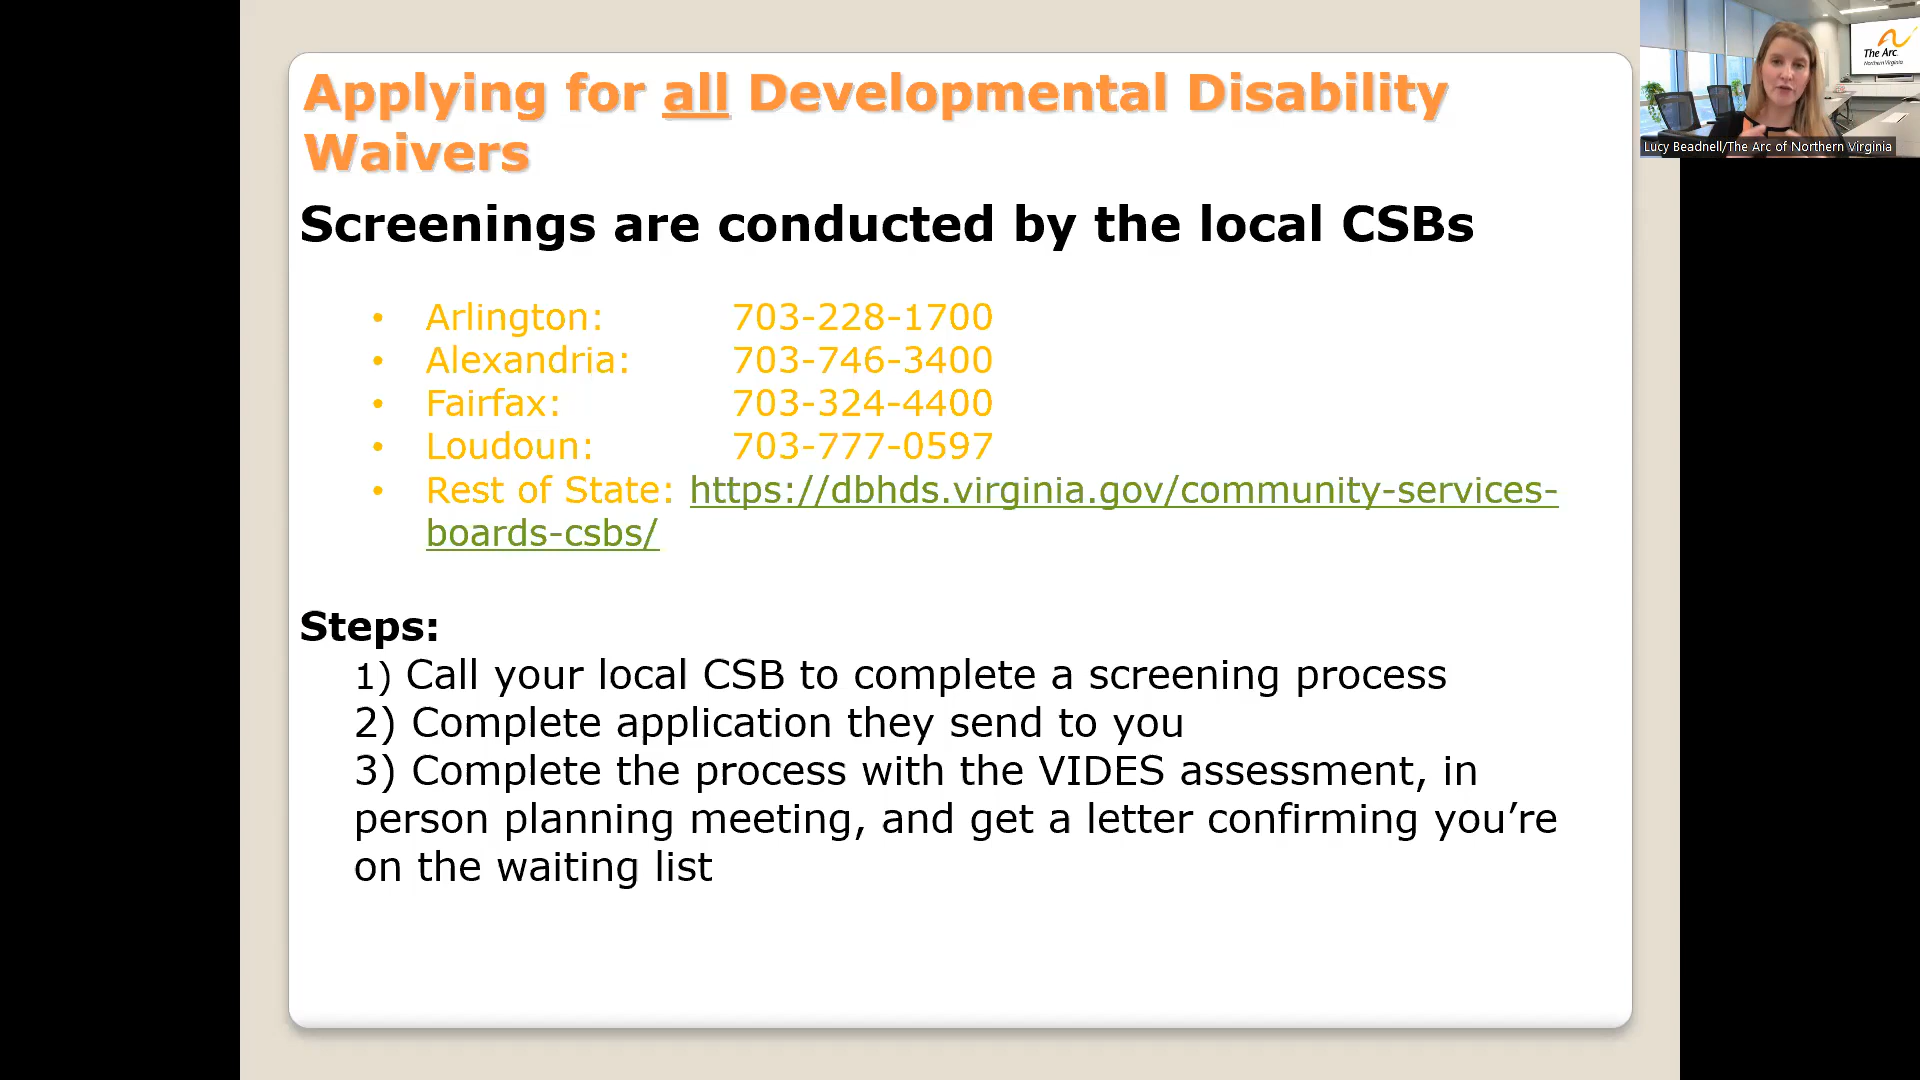 Applying for all Developmental Disability
Waivers
Screenings are conducted by the local CSBs
• Arlington: 703-228-1700
• Alexandria: 703-746-3400
• Fairfax: 703-324-4400
• Loudoun: 703-777-0597
• Rest of State: https://dbhds.virginia.gov/community-services-
boards-csbs/
Steps:
1) Call your local CSB to complete a screening process
2) Complete application they send to you
3) Complete the process with the VIDES assessment, in
person planning meeting, and get a letter confirming you’re
on the waiting list
The Arc
Northern Virginia
Lucy Beadnell/The Arc of Northern Virginia